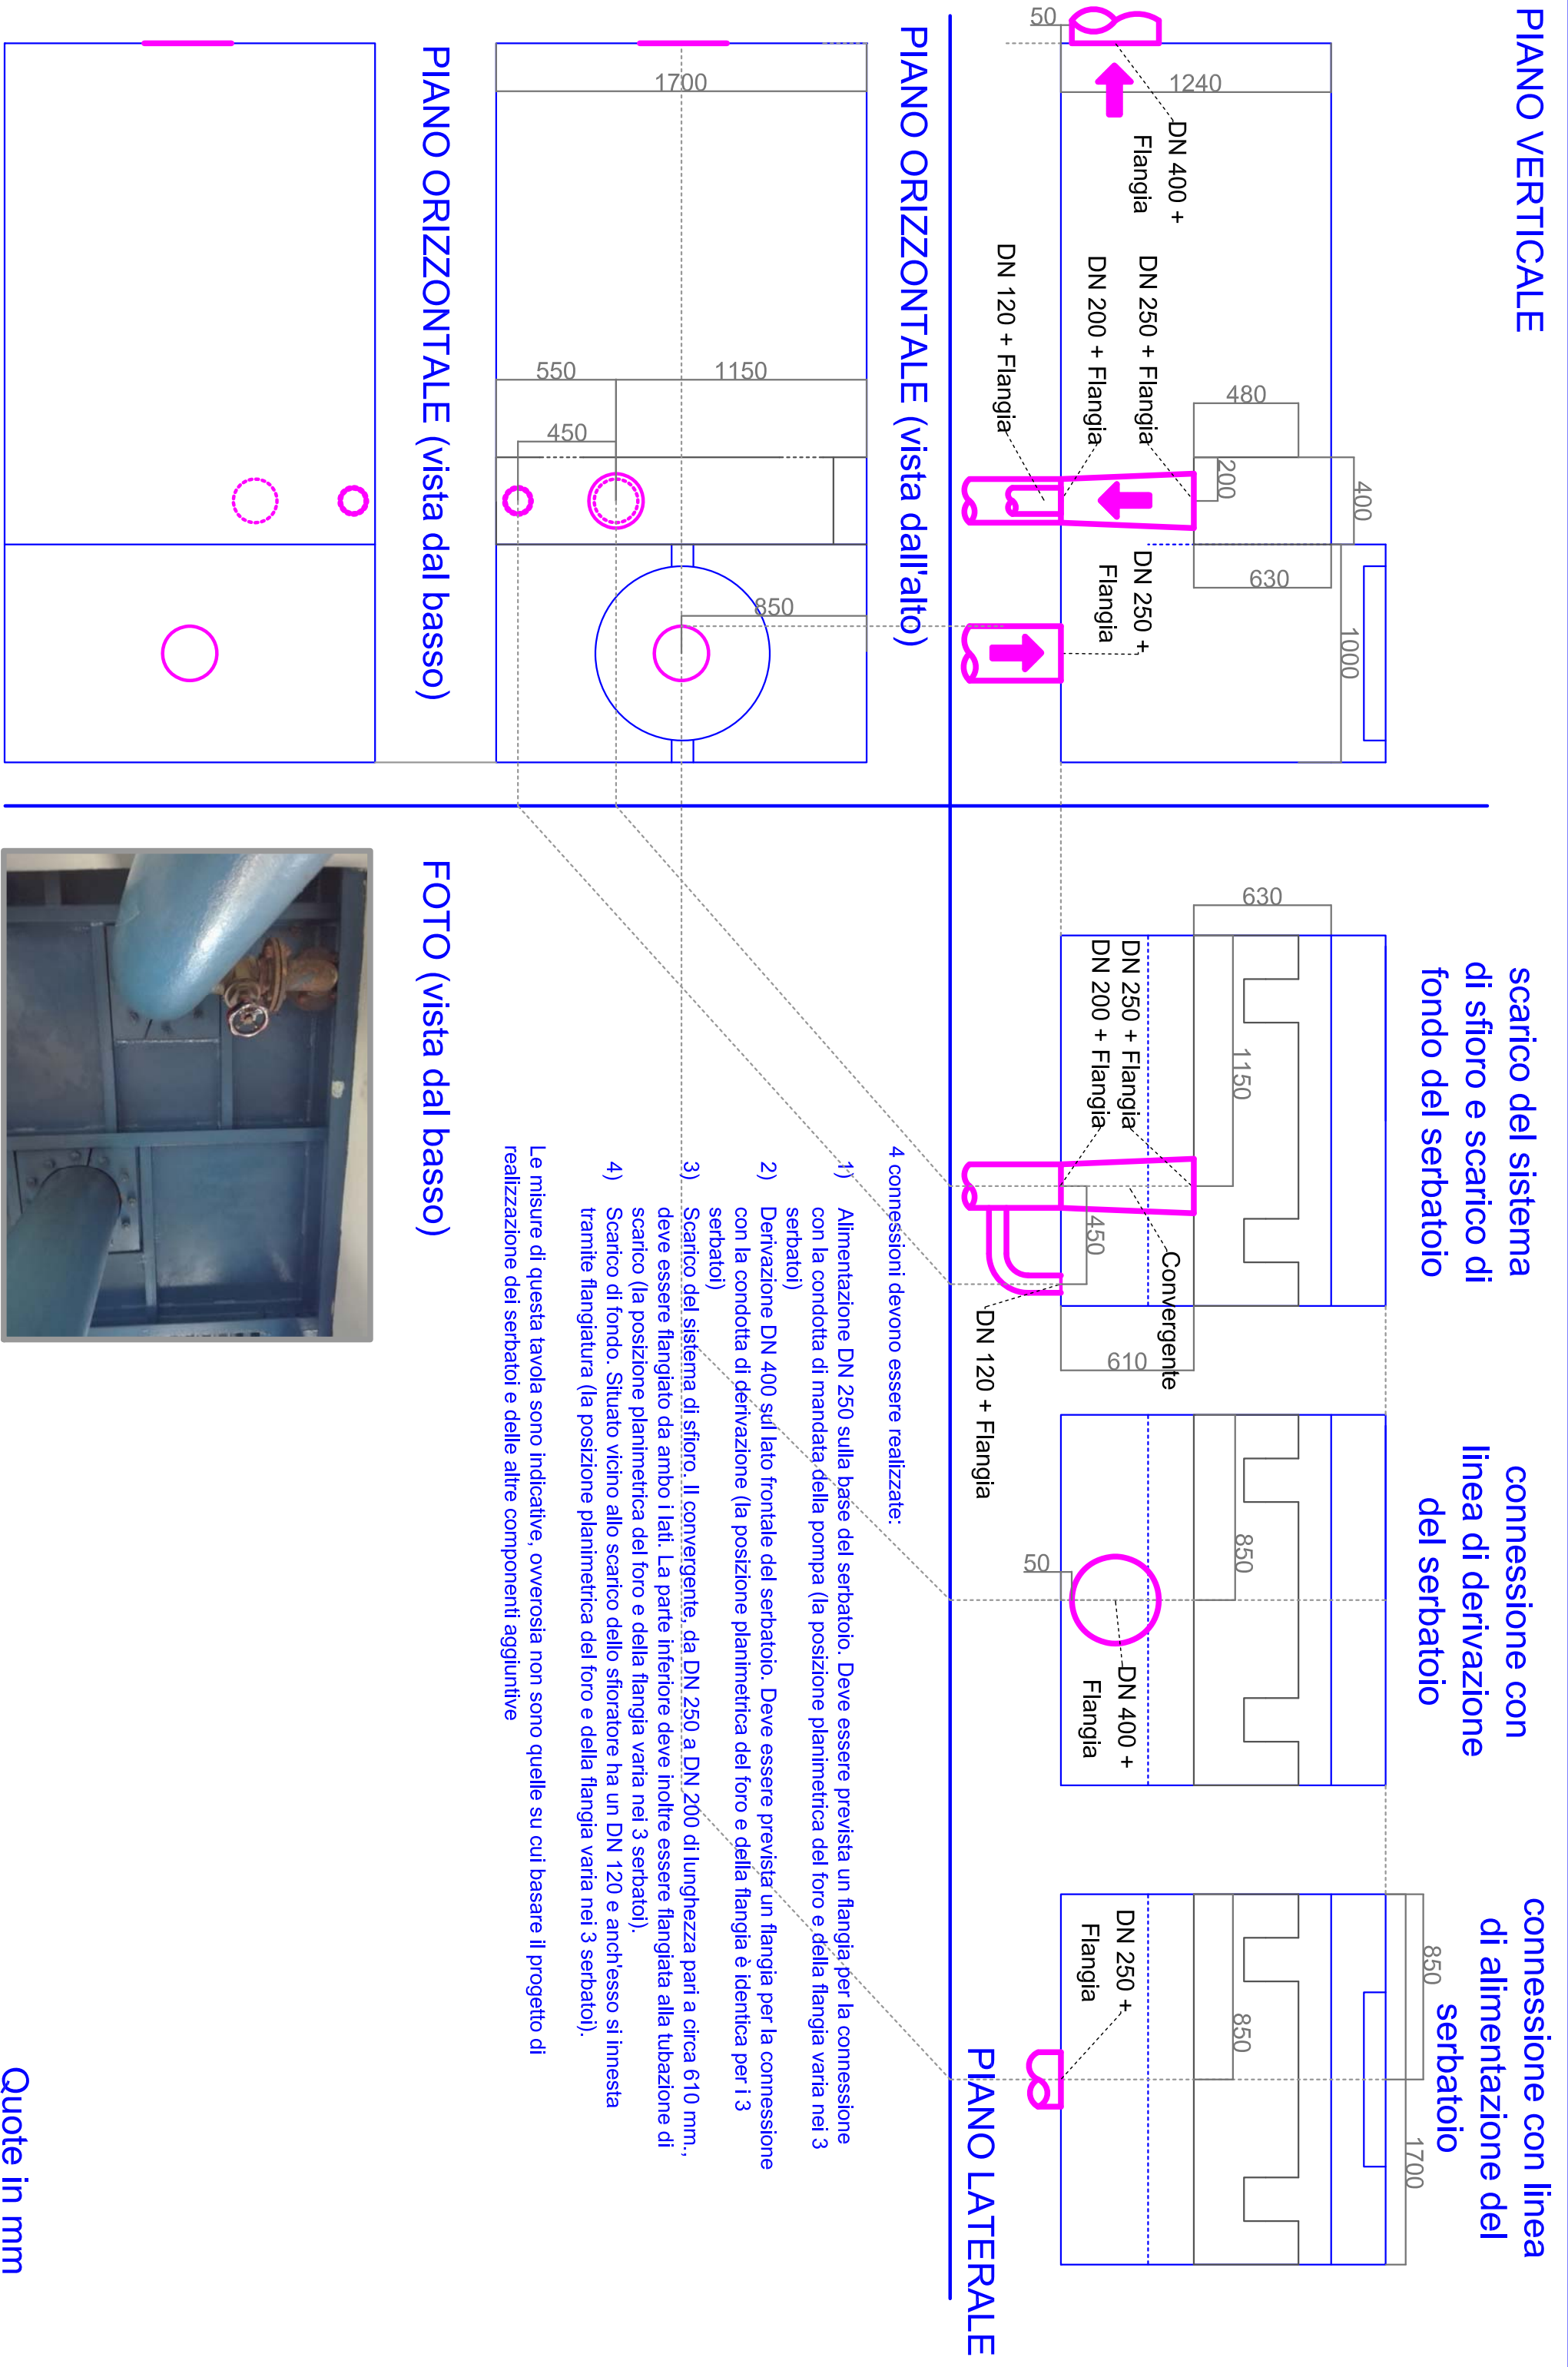 PIANO VERTICALE
50
1240
DN 400 +
Flangia
DN 250 + Flangia
DN 200 + Flangia
DN 120 + Flangia
480
200
400
630
1000
DN 250 +
Flangia
scarico del sistema
di sfioro e scarico di
fondo del serbatoio
630
1150
DN 250 + Flangia
DN 200 + Flangia
450
Convergente
610
DN 120 + Flangia
connessione con
linea di derivazione
del serbatoio
850
50
DN 400 +
Flangia
connessione con linea
di alimentazione del
serbatoio
850
1700
850
DN 250 +
Flangia
PIANO LATERALE
PIANO ORIZZONTALE (vista dall'alto)
1700
550
1150
450
850
4 connessioni devono essere realizzate:
1) Alimentazione DN 250 sulla base del serbatoio. Deve essere prevista un flangia per la connessione
con la condotta di mandata della pompa (la posizione planimetrica del foro e della flangia varia nei 3
serbatoi)
2) Derivazione DN 400 sul lato frontale del serbatoio. Deve essere prevista un flangia per la connessione
con la condotta di derivazione (la posizione planimetrica del foro e della flangia è identica per i 3
serbatoi)
3) Scarico del sistema di sfioro. Il convergente, da DN 250 a DN 200 di lunghezza pari a circa 610 mm.,
deve essere flangiato da ambo i lati. La parte inferiore deve inoltre essere flangiata alla tubazione di
scarico (la posizione planimetrica del foro e della flangia varia nei 3 serbatoi).
4) Scarico di fondo. Situato vicino allo scarico dello sfioratore ha un DN 120 e anch'esso si innesta
tramite flangiatura (la posizione planimetrica del foro e della flangia varia nei 3 serbatoi).
Le misure di questa tavola sono indicative, ovverosia non sono quelle su cui basare il progetto di
realizzazione dei serbatoi e delle altre componenti aggiuntive
PIANO ORIZZONTALE (vista dal basso)
FOTO (vista dal basso)
Quote in mm